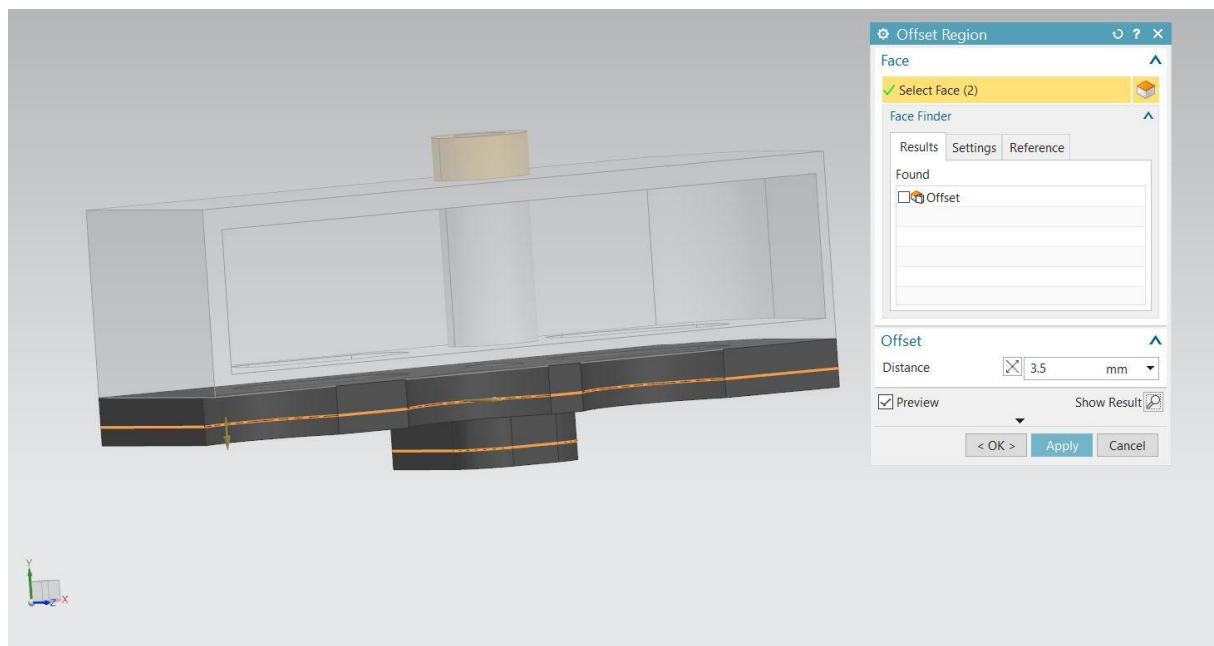 Offset Region ? X
Face
Select Face (2)
Face Finder
Results Settings Reference
Found
Offset
Offset
Distance 3.5 mm
Preview Show Result
< OK > Apply Cancel
Y
Z X